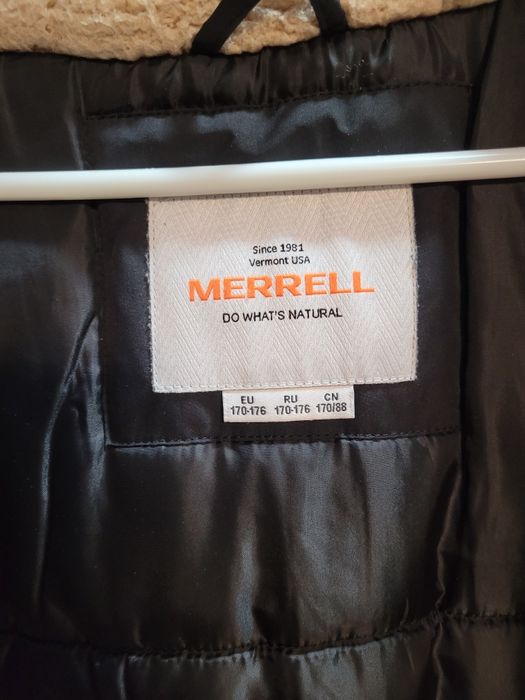 Since 1981
Vermont USA
MERRELL
DO WHAT'S NATURAL
EU RU CN
170-176 170-176 170/88